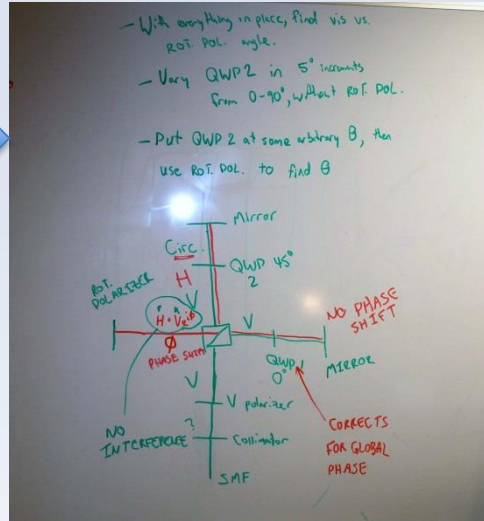 - With everything in place, find vis vs.
ROT. POL. angle.
- Vary QWP2 in 5° increments
from 0-90°, without ROT. POL.
- Put QWP 2 at some arbitrary θ, then
use ROT. POL. to find θ
Mirror
Circ.
QWP 45°
2
H
ROT.
POLARIZER
V
H + Ve^iφ
V
NO PHASE
SHIFT
φ
PHASE SHIFT
QWP 1
0°
MIRROR
V
V polarizer
NO
INTERFERENCE ?
Collimator
CORRECTS
FOR GLOBAL
PHASE
SMF